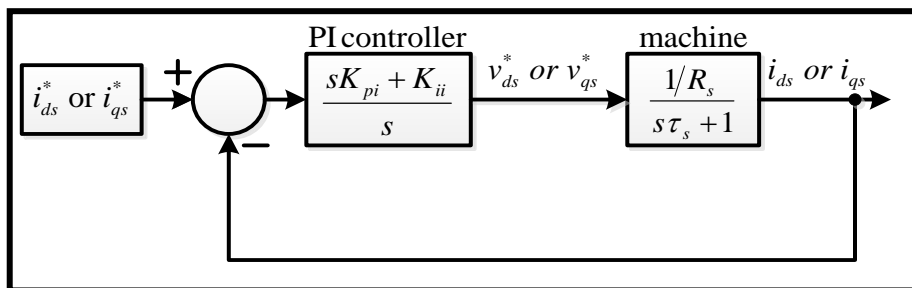 PI controller
machine
i*ds or i*qs
+
−
sKpi + Kii
s
v*ds or v*qs
1/Rs
sτs + 1
ids or iqs